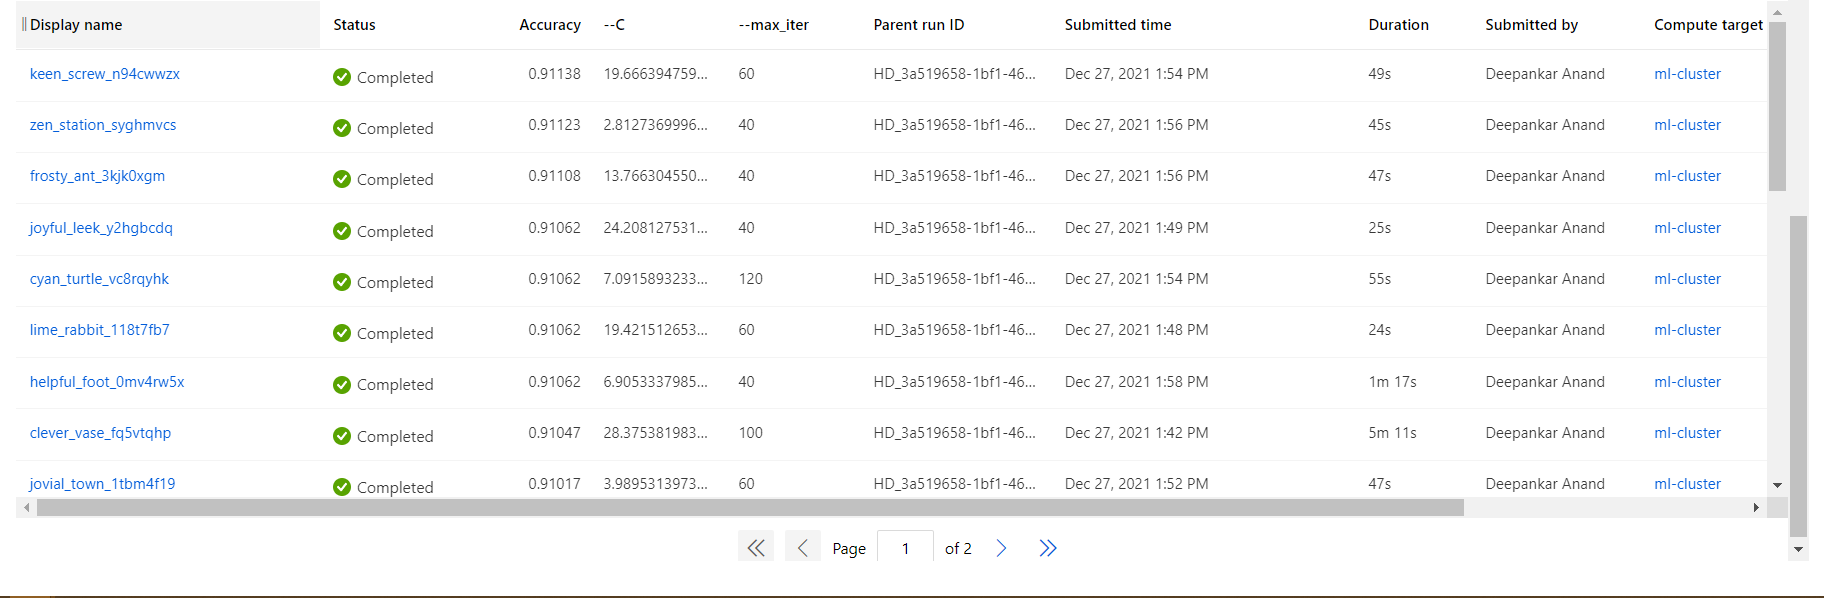 Display name Status Accuracy --C --max_iter Parent run ID Submitted time Duration Submitted by Compute target
keen_screw_n94cwwzx Completed 0.91138 19.666394759... 60 HD_3a519658-1bf1-46... Dec 27, 2021 1:54 PM 49s Deepankar Anand ml-cluster
zen_station_syghmvcs Completed 0.91123 2.8127369996... 40 HD_3a519658-1bf1-46... Dec 27, 2021 1:56 PM 45s Deepankar Anand ml-cluster
frosty_ant_3kjk0xgm Completed 0.91108 13.766304550... 40 HD_3a519658-1bf1-46... Dec 27, 2021 1:56 PM 47s Deepankar Anand ml-cluster
joyful_leek_y2hgbcdq Completed 0.91062 24.208127531... 40 HD_3a519658-1bf1-46... Dec 27, 2021 1:49 PM 25s Deepankar Anand ml-cluster
cyan_turtle_vc8rqyhk Completed 0.91062 7.0915893233... 120 HD_3a519658-1bf1-46... Dec 27, 2021 1:54 PM 55s Deepankar Anand ml-cluster
lime_rabbit_118t7fb7 Completed 0.91062 19.421512653... 60 HD_3a519658-1bf1-46... Dec 27, 2021 1:48 PM 24s Deepankar Anand ml-cluster
helpful_foot_0mv4rw5x Completed 0.91062 6.9053337985... 40 HD_3a519658-1bf1-46... Dec 27, 2021 1:58 PM 1m 17s Deepankar Anand ml-cluster
clever_vase_fq5vtqhp Completed 0.91047 28.375381983... 100 HD_3a519658-1bf1-46... Dec 27, 2021 1:42 PM 5m 11s Deepankar Anand ml-cluster
jovial_town_1tbm4f19 Completed 0.91017 3.9895313973... 60 HD_3a519658-1bf1-46... Dec 27, 2021 1:52 PM 47s Deepankar Anand ml-cluster
Page 1 of 2